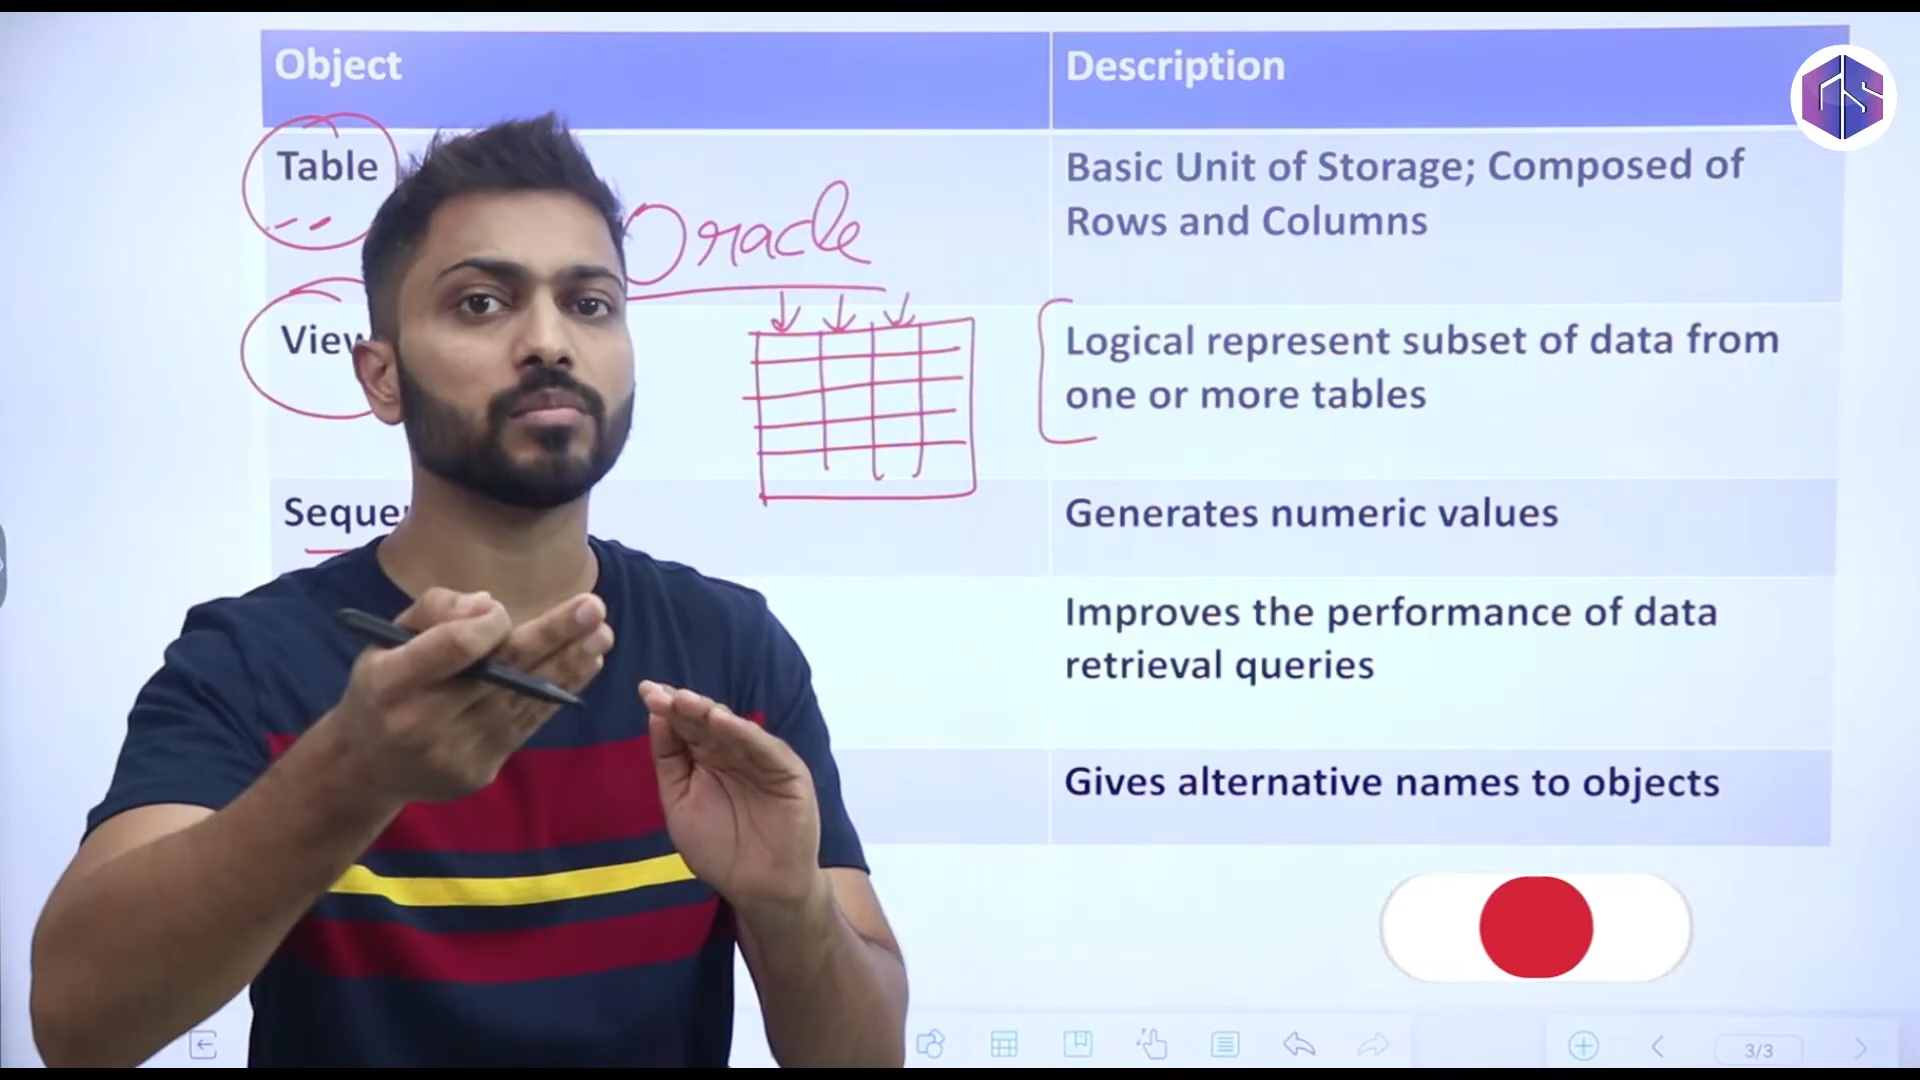 Object
Description
Table
Basic Unit of Storage; Composed of
Rows and Columns
Oracle
View
Logical represent subset of data from
one or more tables
Seque
Generates numeric values
Improves the performance of data
retrieval queries
Gives alternative names to objects
3/3